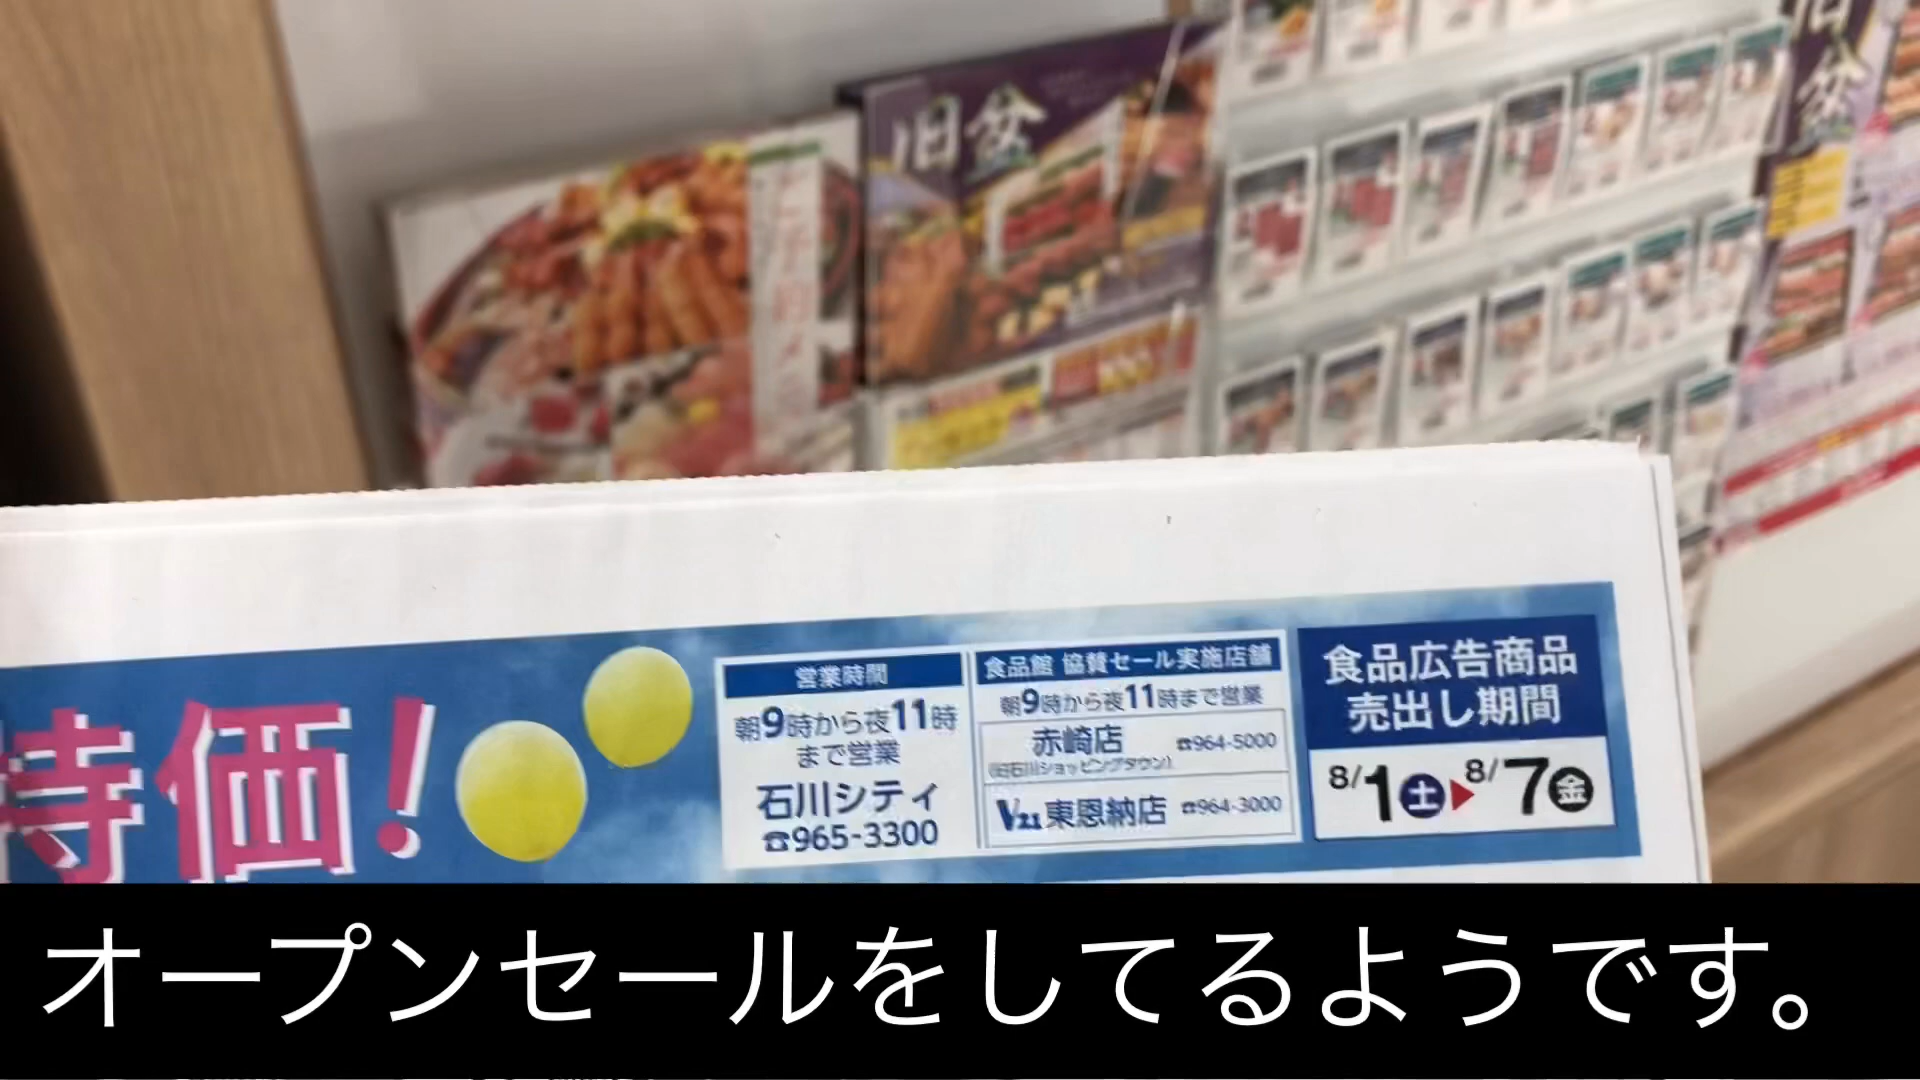 旧盆
旧盆
特価!
営業時間
朝9時から夜11時
まで営業
石川シティ
☎965-3300
食品館 協賛セール実施店舗
朝9時から夜11時まで営業
赤崎店 ☎964-5000
(旧石川ショッピングタウン)
V21東恩納店 ☎964-3000
食品広告商品
売出し期間
8/1土▶8/7金
オープンセールをしてるようです。